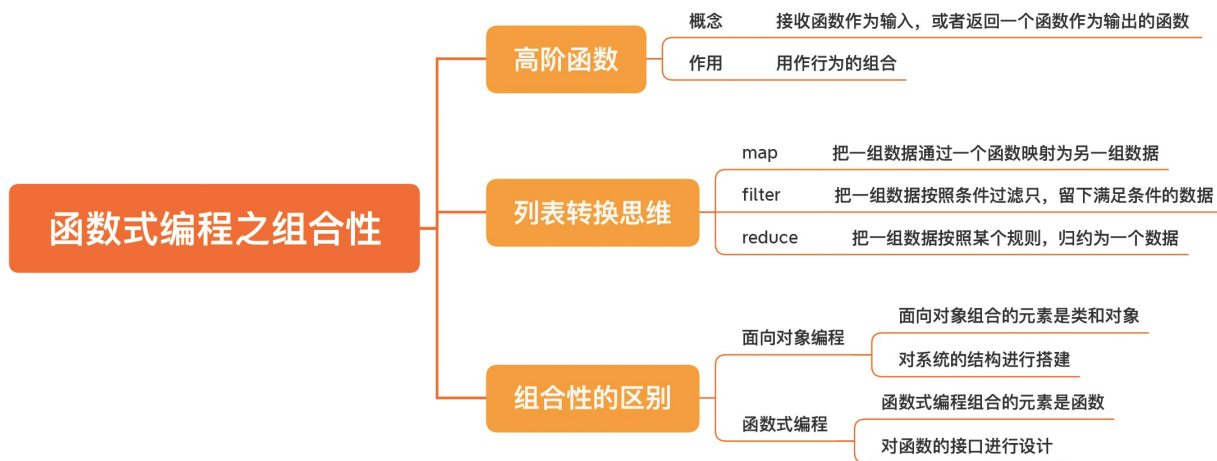 函数式编程之组合性
高阶函数
概念 接收函数作为输入，或者返回一个函数作为输出的函数
作用 用作行为的组合
列表转换思维
map 把一组数据通过一个函数映射为另一组数据
filter 把一组数据按照条件过滤只，留下满足条件的数据
reduce 把一组数据按照某个规则，归约为一个数据
组合性的区别
面向对象编程
面向对象组合的元素是类和对象
对系统的结构进行搭建
函数式编程
函数式编程组合的元素是函数
对函数的接口进行设计